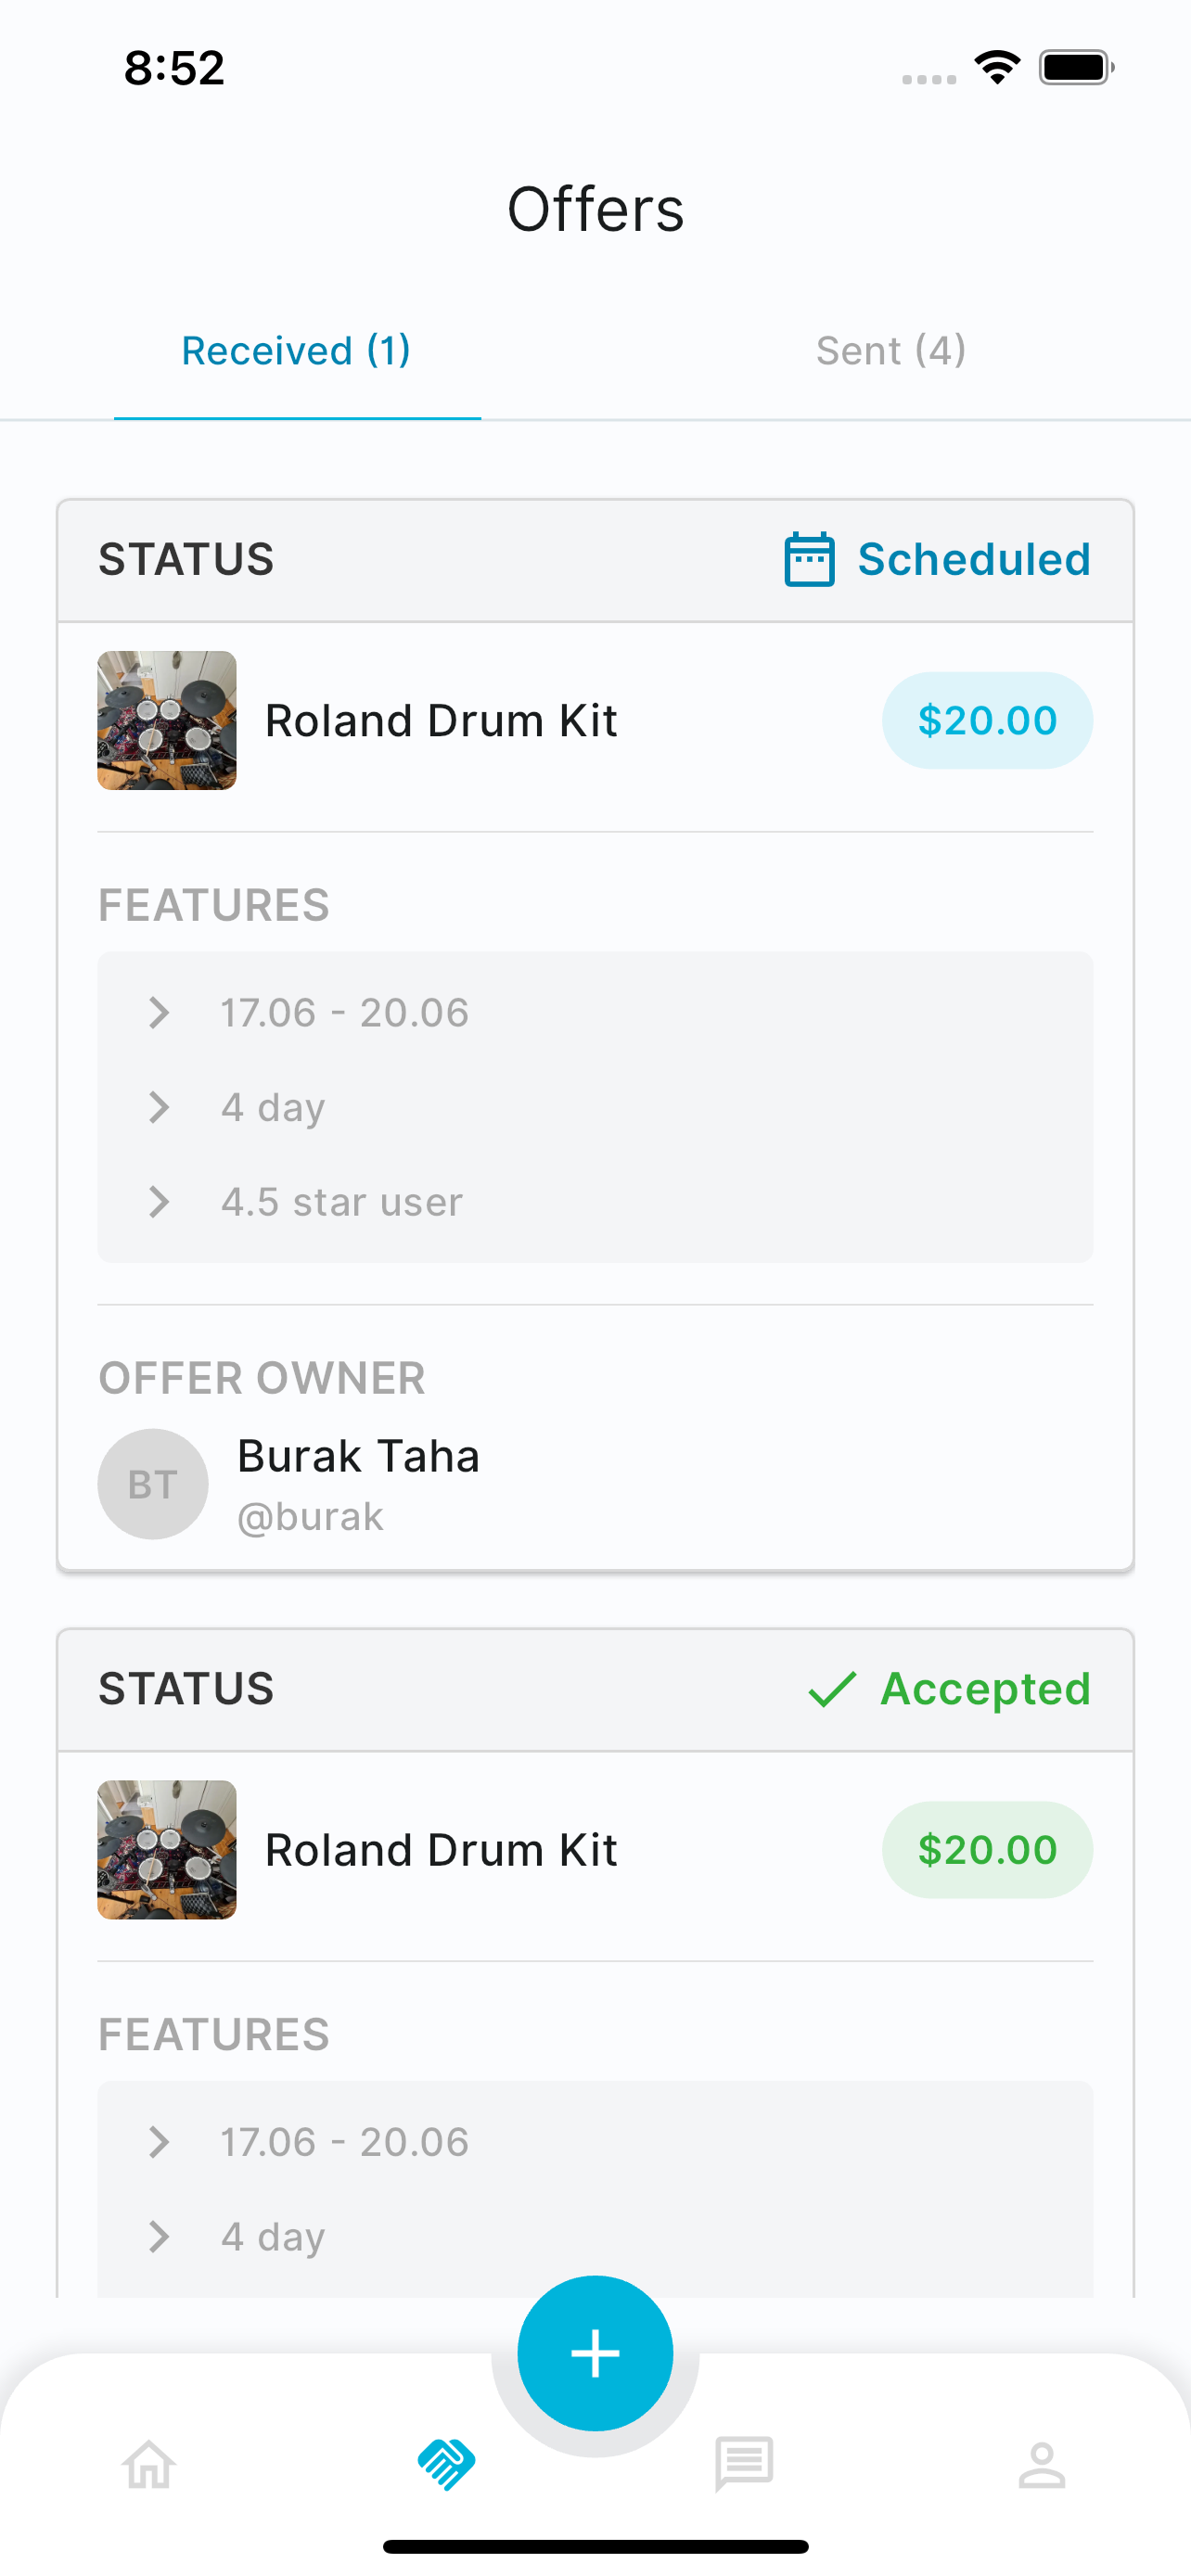 8:52
Offers
Received (1)
Sent (4)
STATUS
Scheduled
Roland Drum Kit
$20.00
FEATURES
17.06 - 20.06
4 day
4.5 star user
OFFER OWNER
BT
Burak Taha
@burak
STATUS
Accepted
Roland Drum Kit
$20.00
FEATURES
17.06 - 20.06
4 day